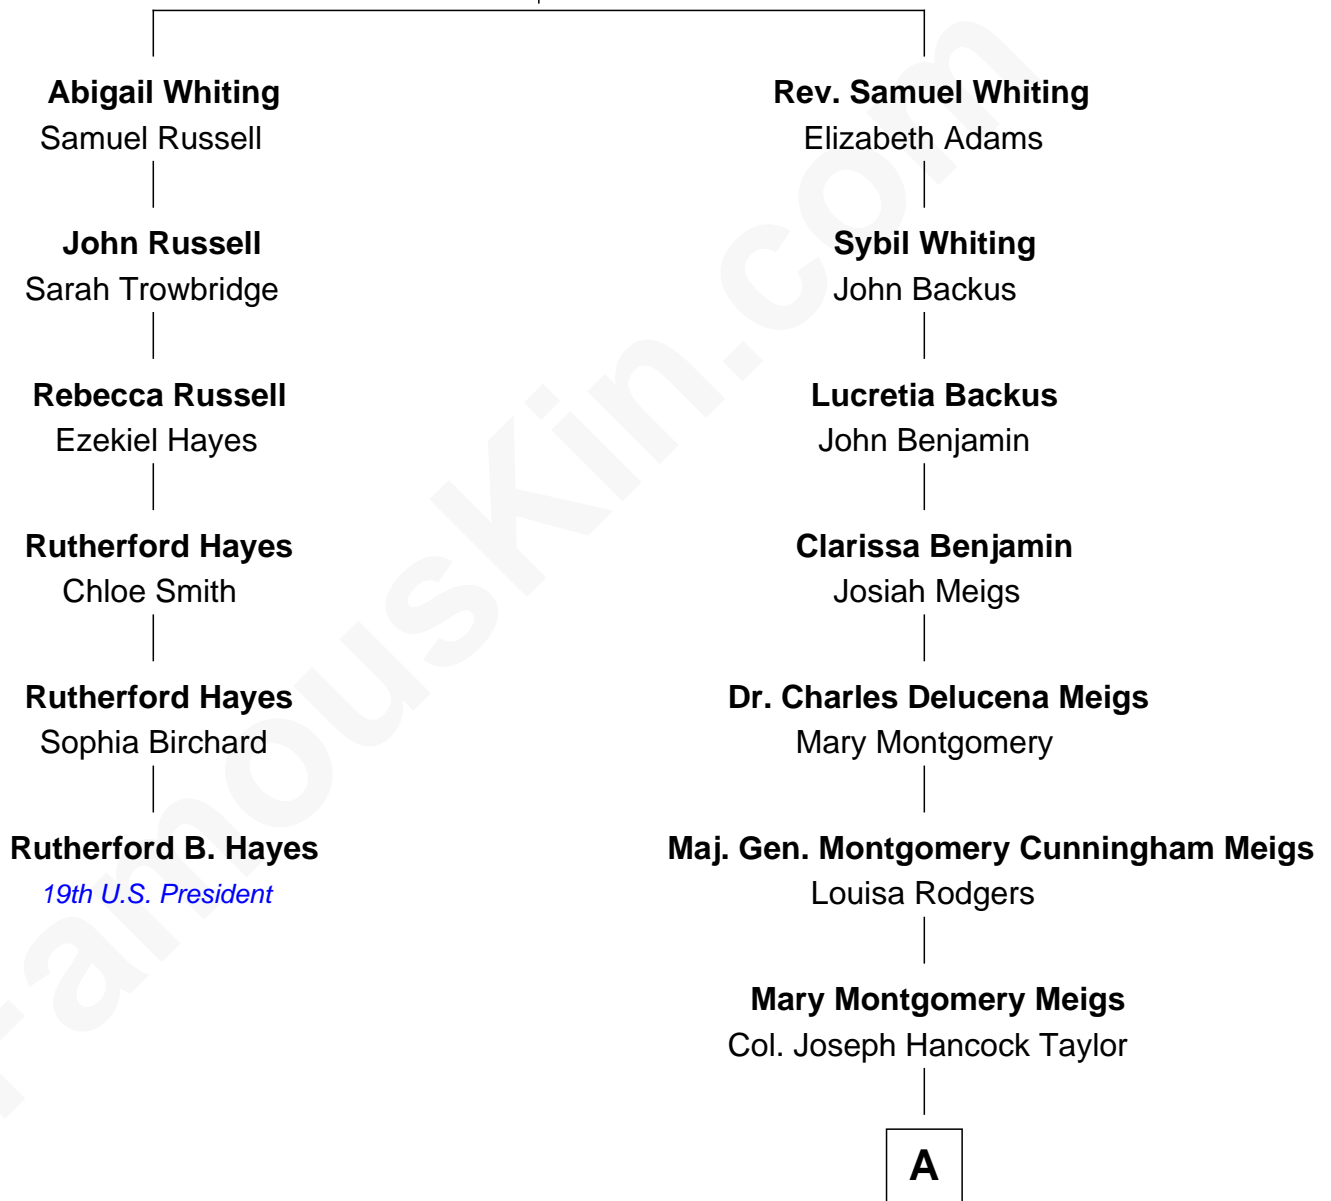 Abigail Whiting
Samuel Russell
John Russell
Sarah Trowbridge
Rebecca Russell
Ezekiel Hayes
Rutherford Hayes
Chloe Smith
Rutherford Hayes
Sophia Birchard
Rutherford B. Hayes
19th U.S. President
Rev. Samuel Whiting
Elizabeth Adams
Sybil Whiting
John Backus
Lucretia Backus
John Benjamin
Clarissa Benjamin
Josiah Meigs
Dr. Charles Delucena Meigs
Mary Montgomery
Maj. Gen. Montgomery Cunningham Meigs
Louisa Rodgers
Mary Montgomery Meigs
Col. Joseph Hancock Taylor
A
FamousKin.com